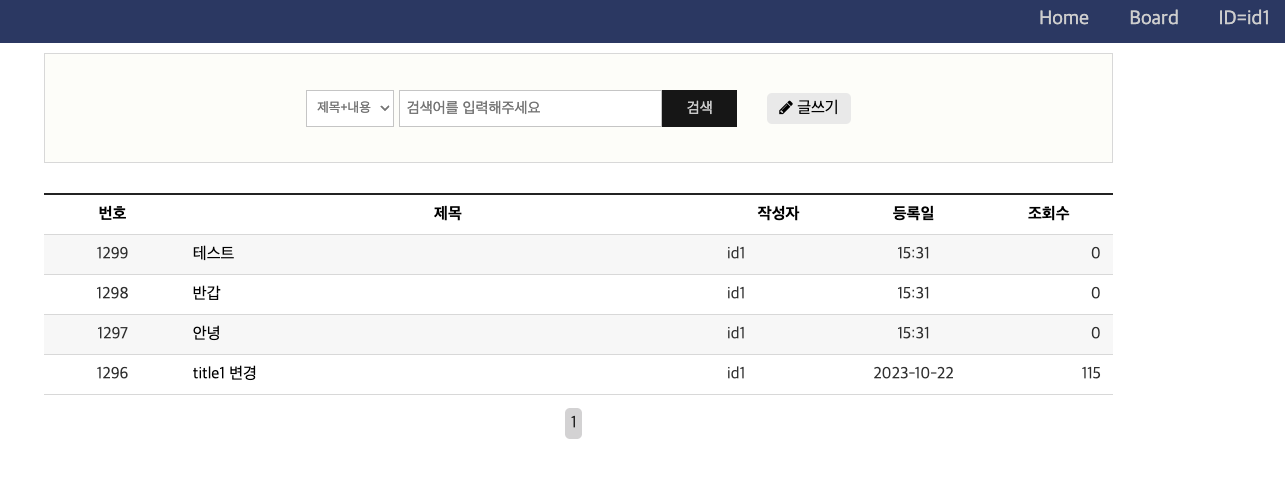 Home Board ID=id1
제목+내용 검색어를 입력해주세요 검색 글쓰기
번호 제목 작성자 등록일 조회수
1299 테스트 id1 15:31 0
1298 반갑 id1 15:31 0
1297 안녕 id1 15:31 0
1296 title1 변경 id1 2023-10-22 115
1